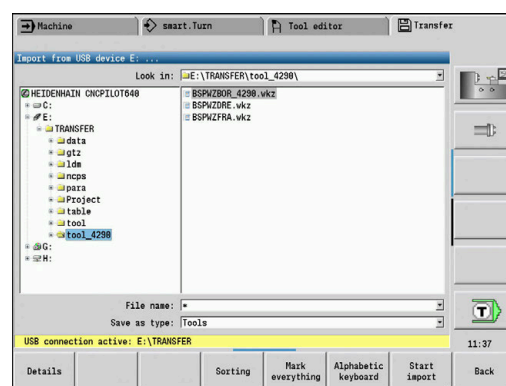 Machine
smart.Turn
Tool editor
Transfer
Import from USB device E: ...
Look in: E:\TRANSFER\tool_4290\
HEIDENHAIN CNCPILOT640
C:
E:
TRANSFER
data
gtz
ldm
ncps
para
Project
table
tool
tool_4290
G:
H:
BSPWZBOR_4290.wkz
BSPWZDRE.wkz
BSPWZFRA.wkz
File name: *
Save as type: Tools
USB connection active: E:\TRANSFER
T
11:37
Details
Sorting
Mark everything
Alphabetic keyboard
Start import
Back